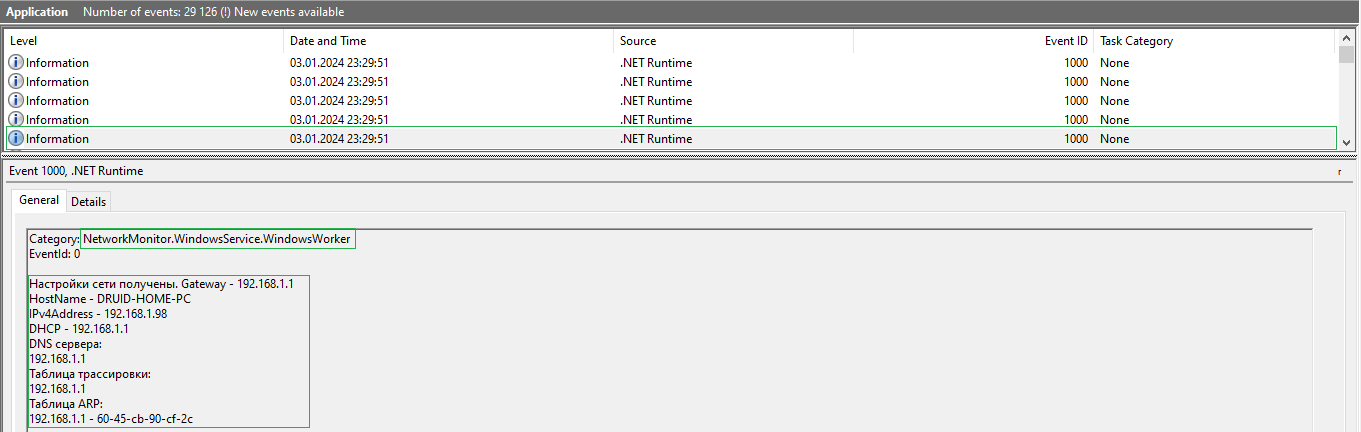 Application Number of events: 29 126 (!) New events available
Level Date and Time Source Event ID Task Category
Information 03.01.2024 23:29:51 .NET Runtime 1000 None
Information 03.01.2024 23:29:51 .NET Runtime 1000 None
Information 03.01.2024 23:29:51 .NET Runtime 1000 None
Information 03.01.2024 23:29:51 .NET Runtime 1000 None
Information 03.01.2024 23:29:51 .NET Runtime 1000 None
Event 1000, .NET Runtime r
General Details
Category: NetworkMonitor.WindowsService.WindowsWorker
EventId: 0
Настройки сети получены. Gateway - 192.168.1.1
HostName - DRUID-HOME-PC
IPv4Address - 192.168.1.98
DHCP - 192.168.1.1
DNS сервера:
192.168.1.1
Таблица трассировки:
192.168.1.1
Таблица ARP:
192.168.1.1 - 60-45-cb-90-cf-2c